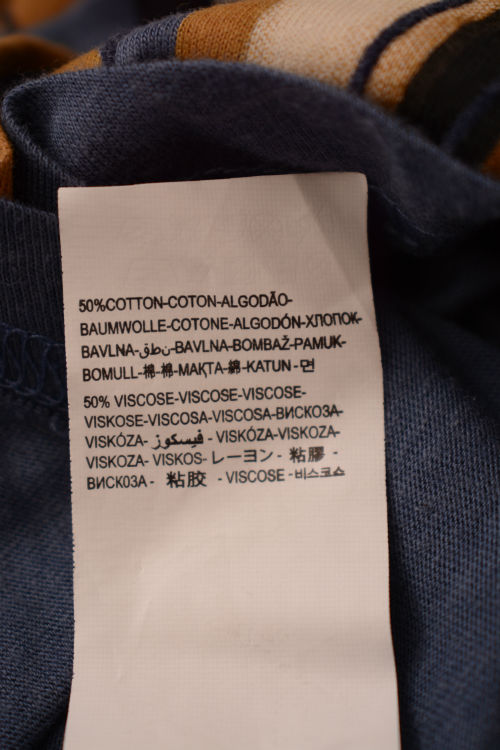 50%COTTON-COTON-ALGODÃO-
BAUMWOLLE-COTONE-ALGODÓN-ХЛОПОК-
BAVLNA-نطق-BAVLNA-BOMBAŽ-PAMUK-
BOMULL-棉-棉-МАҚТА-綿-KATUN -면
50% VISCOSE-VISCOSE-VISCOSE-
VISKOSE-VISCOSA-VISCOSA-ВИСКОЗА-
VISKÓZA- فيسكوز - VISKÓZA-VISKOZA-
VISKOZA- VISKOS- レーヨン - 粘膠 -
ВИСКОЗА - 粘胶 - VISCOSE -비스코스